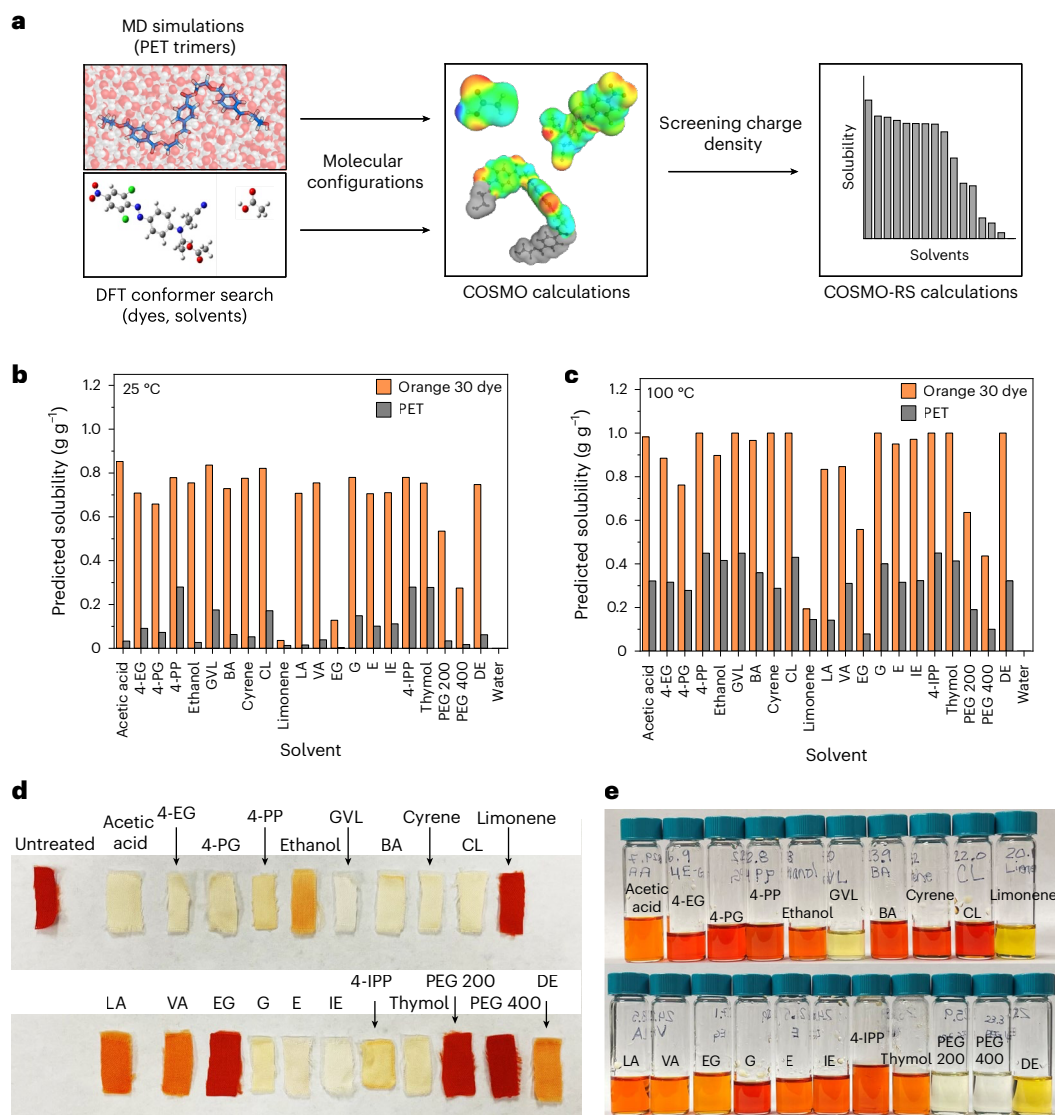 a
MD simulations
(PET trimers)
Molecular
configurations
DFT conformer search
(dyes, solvents)
COSMO calculations
Screening charge
density
Solubility
Solvents
COSMO-RS calculations
b
25 °C
Orange 30 dye
PET
Predicted solubility (g g⁻¹)
1.2
1.0
0.8
0.6
0.4
0.2
0
Acetic acid
4-EG
4-PG
4-PP
Ethanol
GVL
BA
Cyrene
CL
Limonene
LA
VA
EG
G
E
IE
4-IPP
Thymol
PEG 200
PEG 400
DE
Water
Solvent
c
100 °C
Orange 30 dye
PET
Predicted solubility (g g⁻¹)
1.2
1.0
0.8
0.6
0.4
0.2
0
Acetic acid
4-EG
4-PG
4-PP
Ethanol
GVL
BA
Cyrene
CL
Limonene
LA
VA
EG
G
E
IE
4-IPP
Thymol
PEG 200
PEG 400
DE
Water
Solvent
d
Untreated
Acetic
acid
4-EG
4-PG
4-PP
Ethanol
GVL
BA
Cyrene
CL
Limonene
LA
VA
EG
G
E
IE
4-IPP
Thymol
PEG 200
PEG 400
DE
e
Acetic
acid
4-EG
4-PG
4-PP
Ethanol
GVL
BA
Cyrene
CL
Limonene
LA
VA
EG
G
E
IE
4-IPP
Thymol
PEG
200
PEG
400
DE